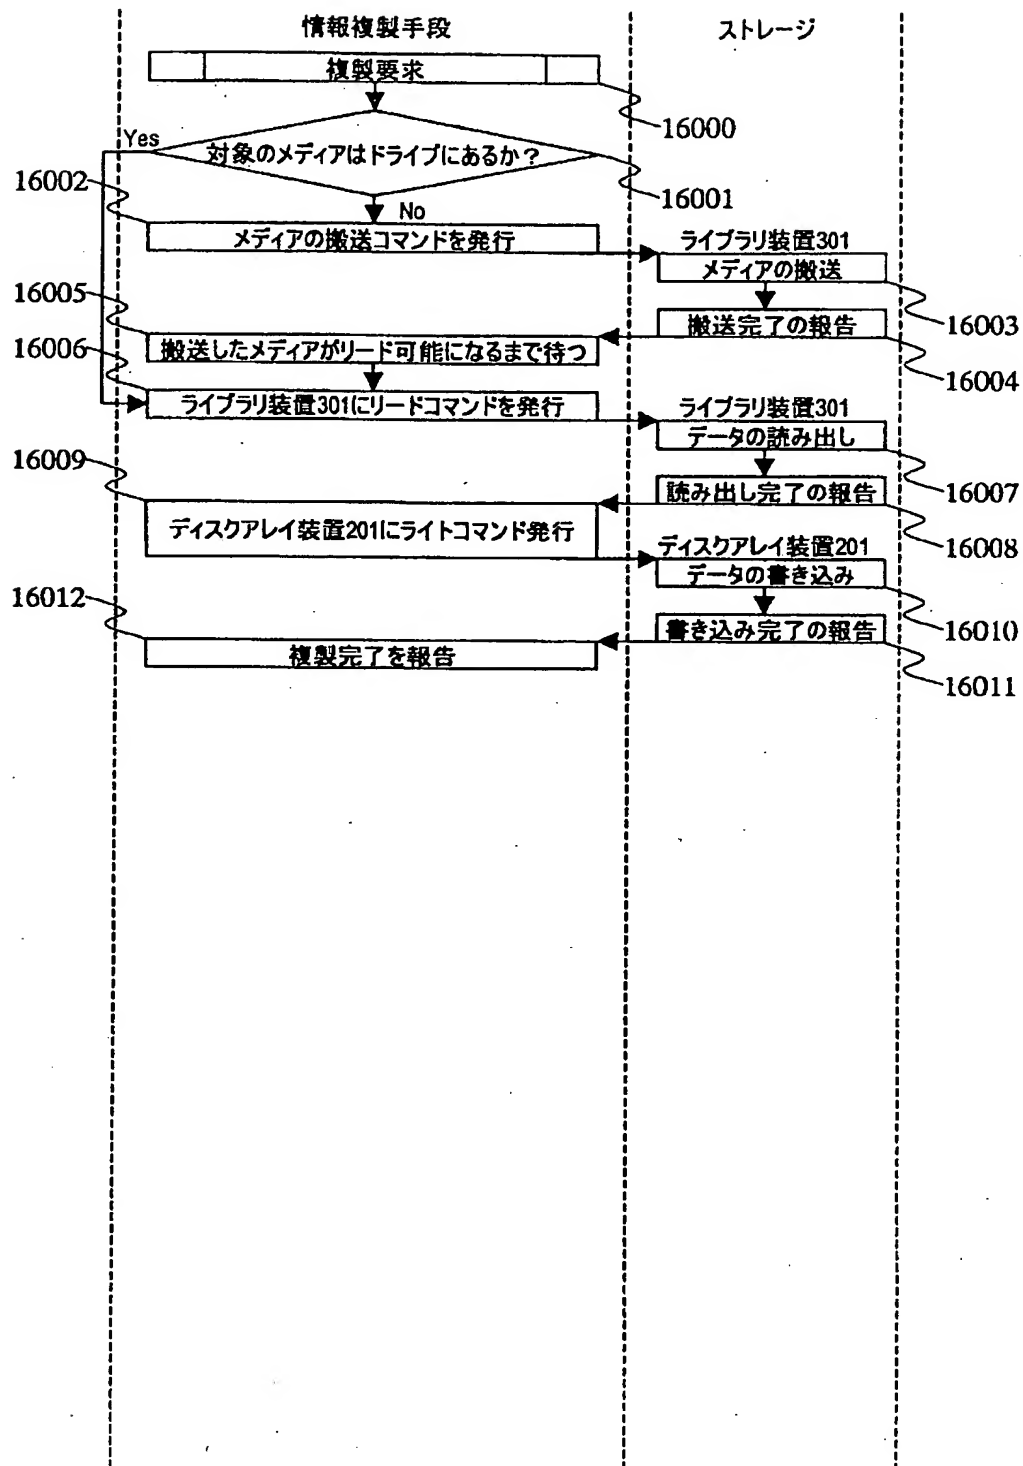 情報複製手段
ストレージ
複製要求
16000
Yes
対象のメディアはドライブにあるか？
16001
16002
No
メディアの搬送コマンドを発行
ライブラリ装置301
メディアの搬送
16003
16005
搬送完了の報告
16004
搬送したメディアがリード可能になるまで待つ
16006
ライブラリ装置301にリードコマンドを発行
ライブラリ装置301
データの読み出し
16007
16009
読み出し完了の報告
16008
ディスクアレイ装置201にライトコマンド発行
ディスクアレイ装置201
データの書き込み
16010
16012
書き込み完了の報告
16011
複製完了を報告